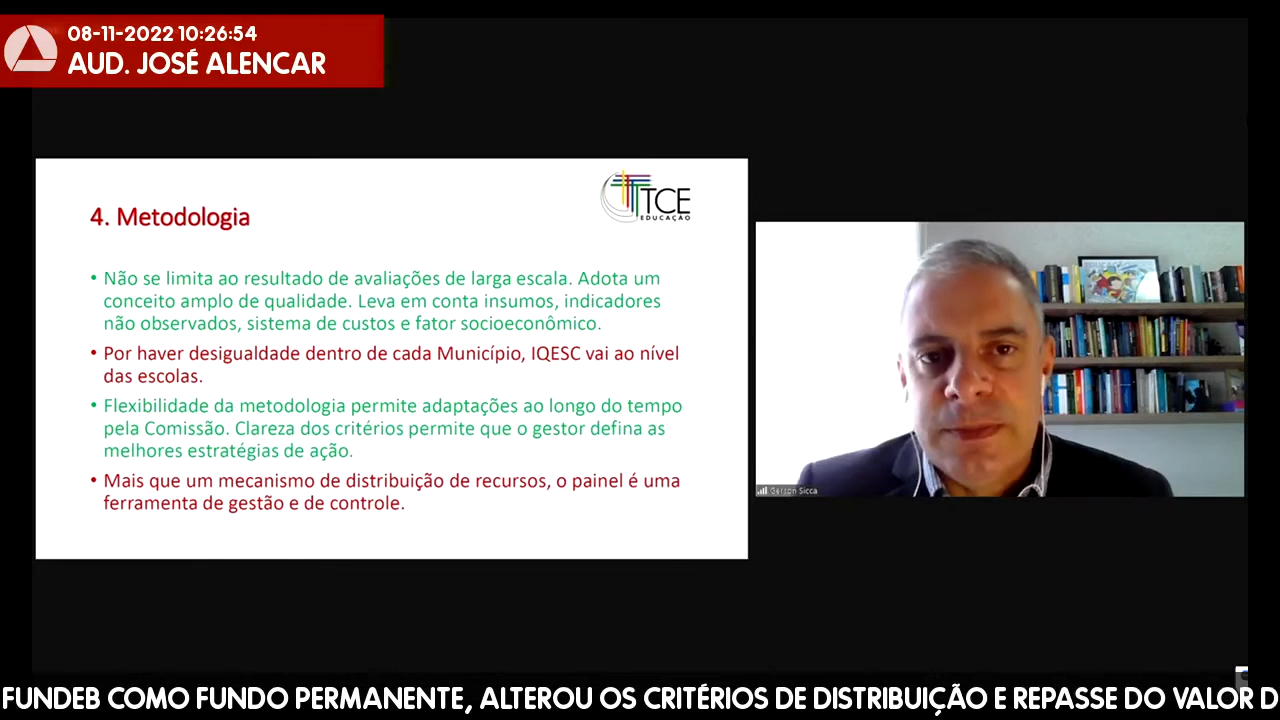 08-11-2022 10:26:54
AUD. JOSÉ ALENCAR
TCE
EDUCAÇÃO
4. Metodologia
• Não se limita ao resultado de avaliações de larga escala. Adota um
conceito amplo de qualidade. Leva em conta insumos, indicadores
não observados, sistema de custos e fator socioeconômico.
• Por haver desigualdade dentro de cada Município, IQESC vai ao nível
das escolas.
• Flexibilidade da metodologia permite adaptações ao longo do tempo
pela Comissão. Clareza dos critérios permite que o gestor defina as
melhores estratégias de ação.
• Mais que um mecanismo de distribuição de recursos, o painel é uma
ferramenta de gestão e de controle.
Gerson Sicca
FUNDEB COMO FUNDO PERMANENTE, ALTEROU OS CRITÉRIOS DE DISTRIBUIÇÃO E REPASSE DO VALOR D